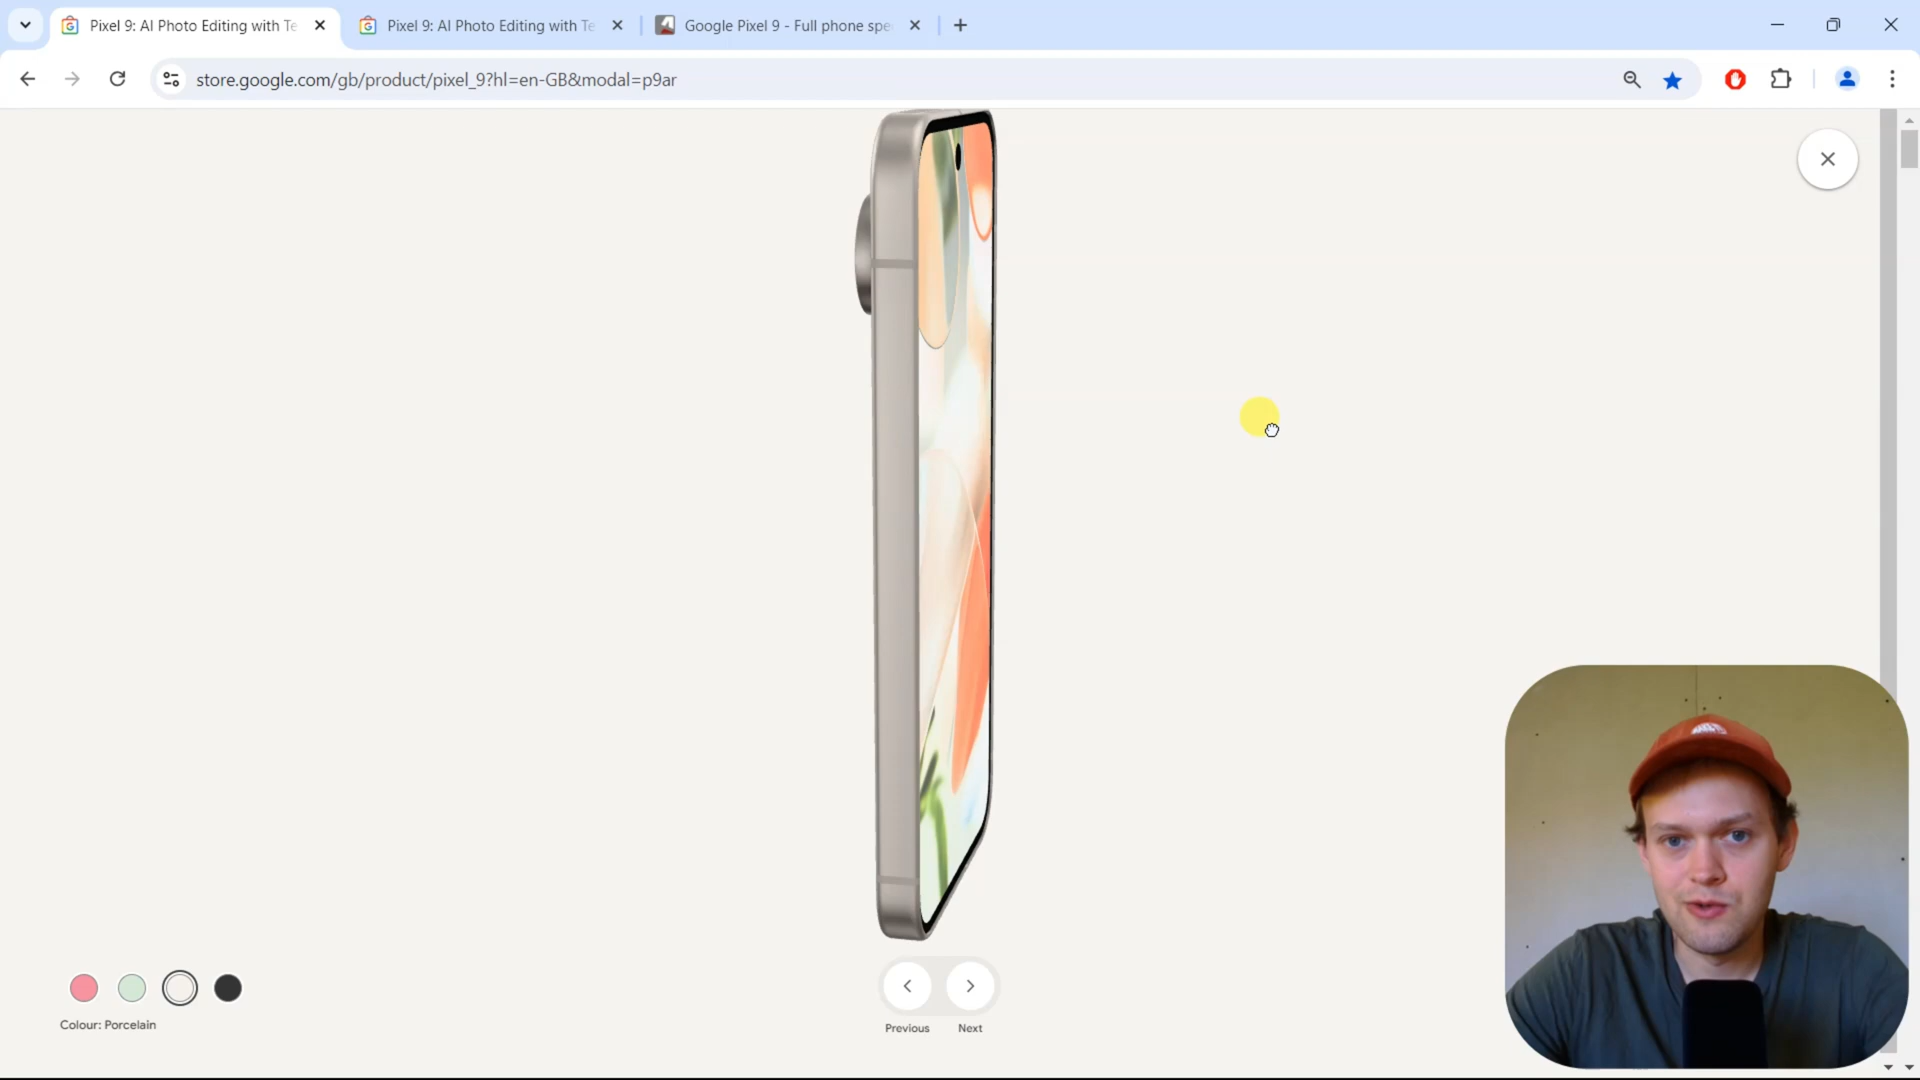 Pixel 9: AI Photo Editing with Te
Pixel 9: AI Photo Editing with Te
Google Pixel 9 - Full phone spe
store.google.com/gb/product/pixel_9?hl=en-GB&modal=p9ar
Colour: Porcelain
Previous
Next